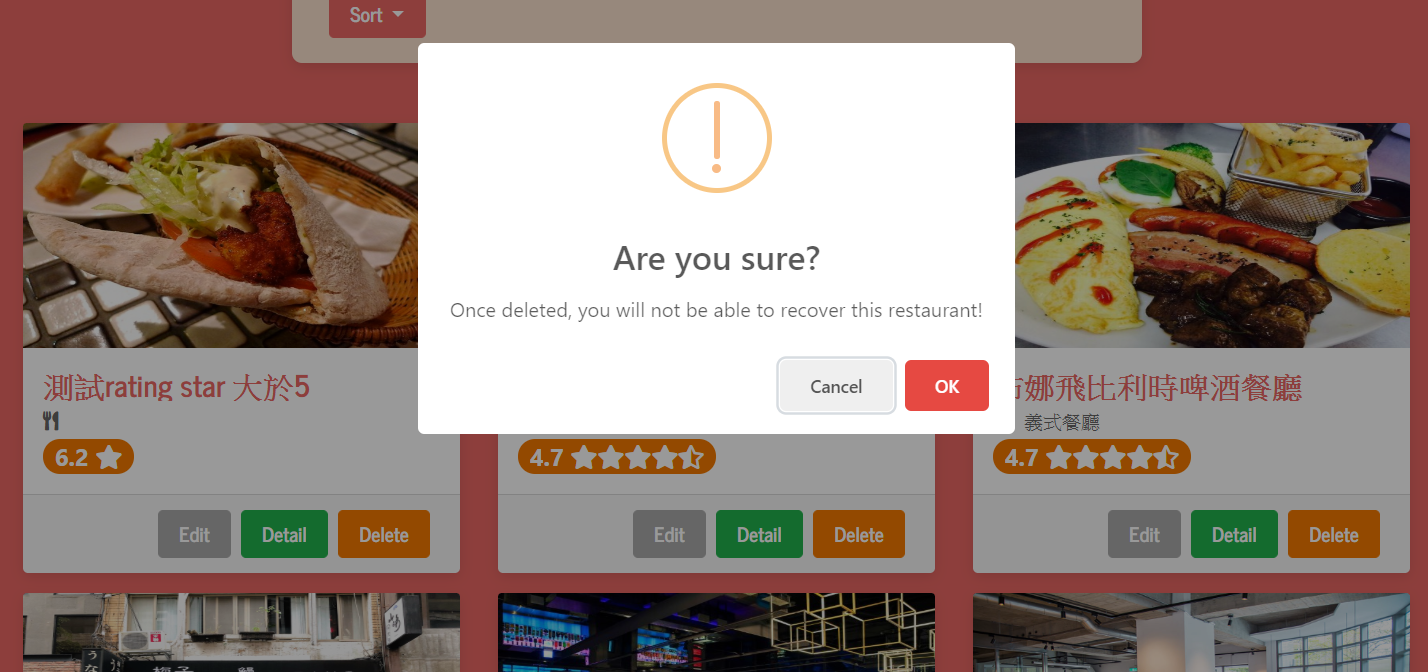 Sort
Are you sure?
Once deleted, you will not be able to recover this restaurant!
Cancel
OK
測試rating star 大於5
6.2
Edit
Detail
Delete
4.7
Edit
Detail
Delete
娜飛比利時啤酒餐廳
義式餐廳
4.7
Edit
Detail
Delete